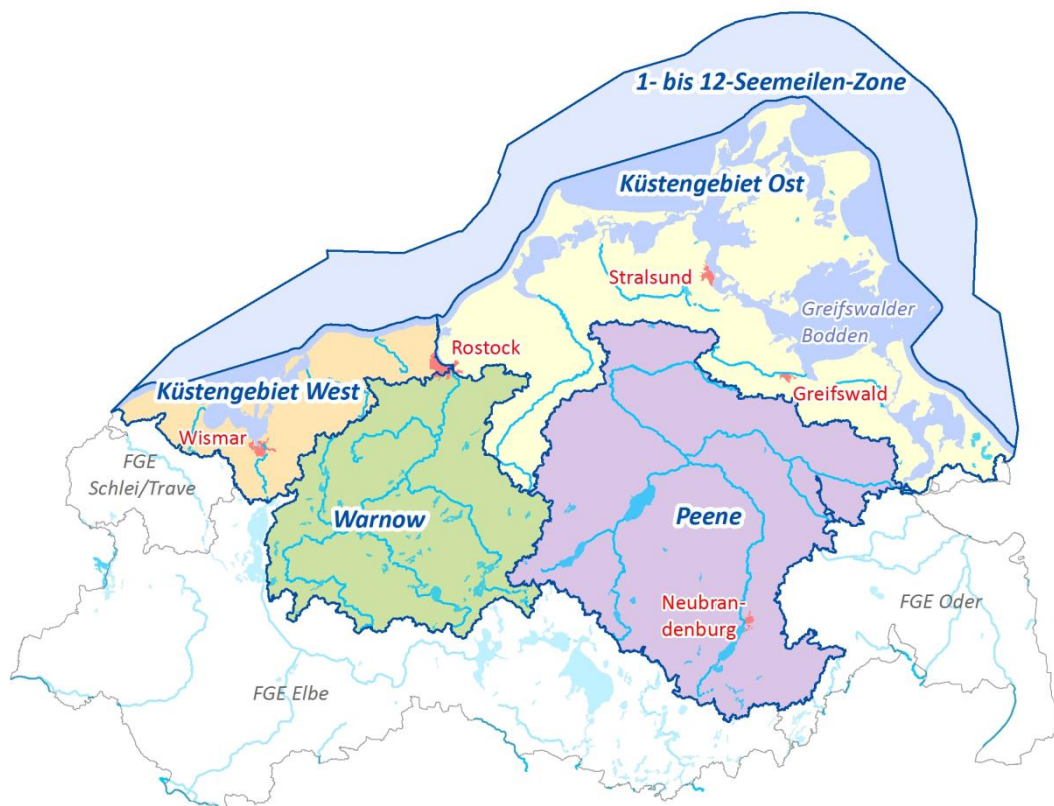 1- bis 12-Seemeilen-Zone
Küstengebiet Ost
Stralsund
Greifswalder
Bodden
Rostock
Küstengebiet West
Greifswald
Wismar
FGE
Schlei/Trave
Warnow
Peene
Neubran-
denburg
FGE Oder
FGE Elbe